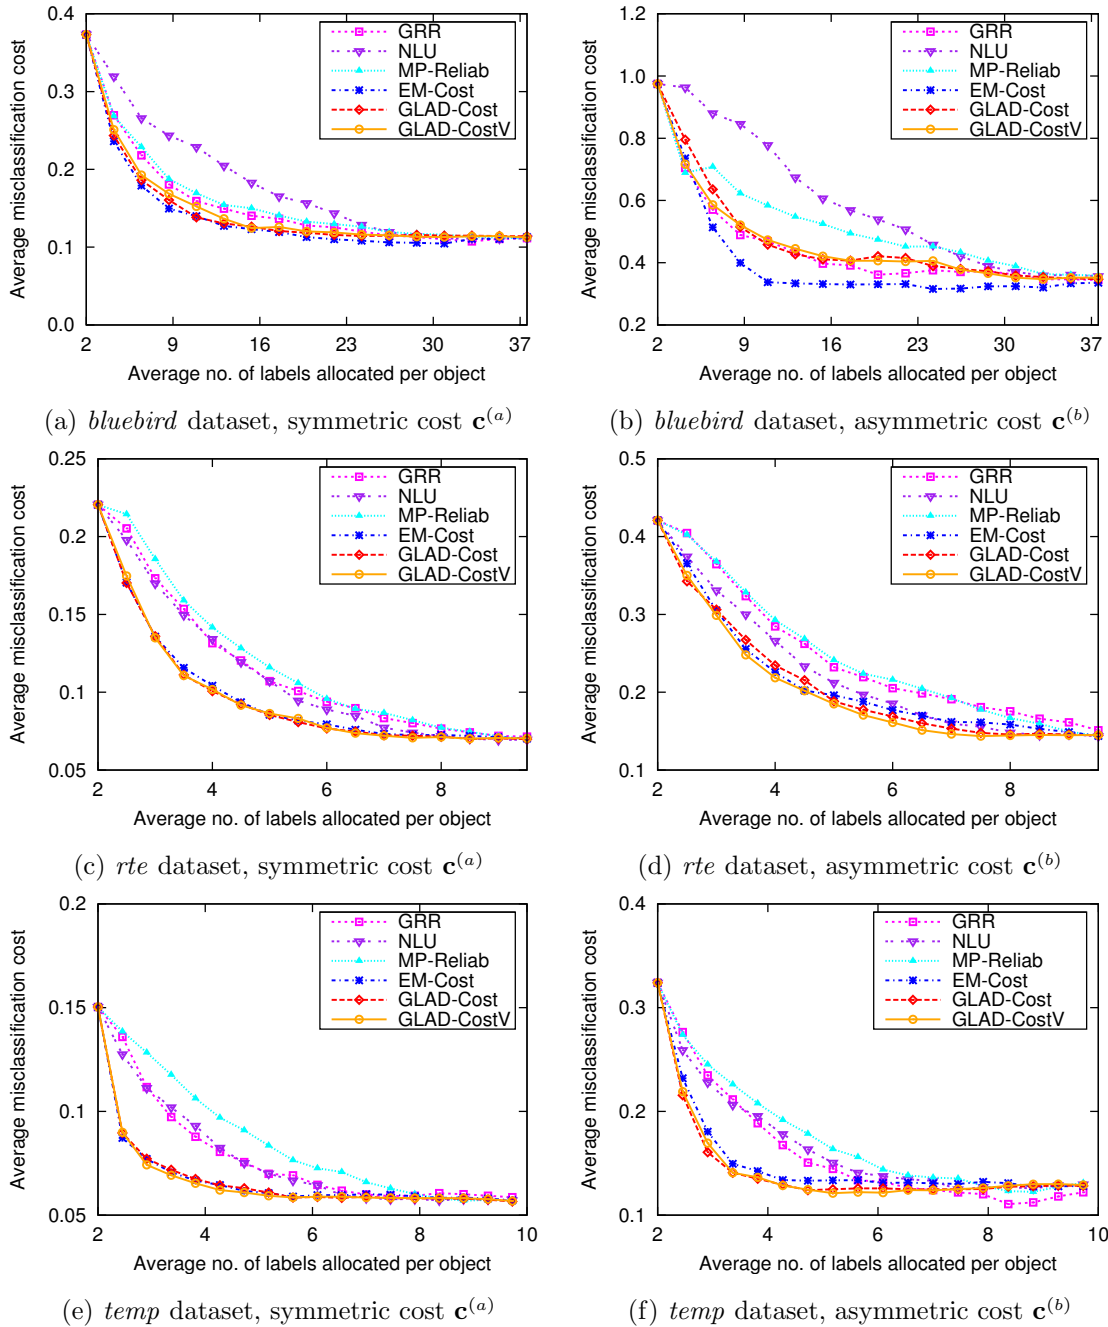 0.4
0.3
0.2
0.1
0.0
Average misclassification cost
GRR
NLU
MP-Reliab
EM-Cost
GLAD-Cost
GLAD-CostV
2 9 16 23 30 37
Average no. of labels allocated per object
(a) bluebird dataset, symmetric cost c^(a)
1.2
1.0
0.8
0.6
0.4
0.2
Average misclassification cost
GRR
NLU
MP-Reliab
EM-Cost
GLAD-Cost
GLAD-CostV
2 9 16 23 30 37
Average no. of labels allocated per object
(b) bluebird dataset, asymmetric cost c^(b)
0.25
0.2
0.15
0.1
0.05
Average misclassification cost
GRR
NLU
MP-Reliab
EM-Cost
GLAD-Cost
GLAD-CostV
2 4 6 8
Average no. of labels allocated per object
(c) rte dataset, symmetric cost c^(a)
0.5
0.4
0.3
0.2
0.1
Average misclassification cost
GRR
NLU
MP-Reliab
EM-Cost
GLAD-Cost
GLAD-CostV
2 4 6 8
Average no. of labels allocated per object
(d) rte dataset, asymmetric cost c^(b)
0.2
0.15
0.1
0.05
Average misclassification cost
GRR
NLU
MP-Reliab
EM-Cost
GLAD-Cost
GLAD-CostV
2 4 6 8 10
Average no. of labels allocated per object
(e) temp dataset, symmetric cost c^(a)
0.4
0.3
0.2
0.1
Average misclassification cost
GRR
NLU
MP-Reliab
EM-Cost
GLAD-Cost
GLAD-CostV
2 4 6 8 10
Average no. of labels allocated per object
(f) temp dataset, asymmetric cost c^(b)